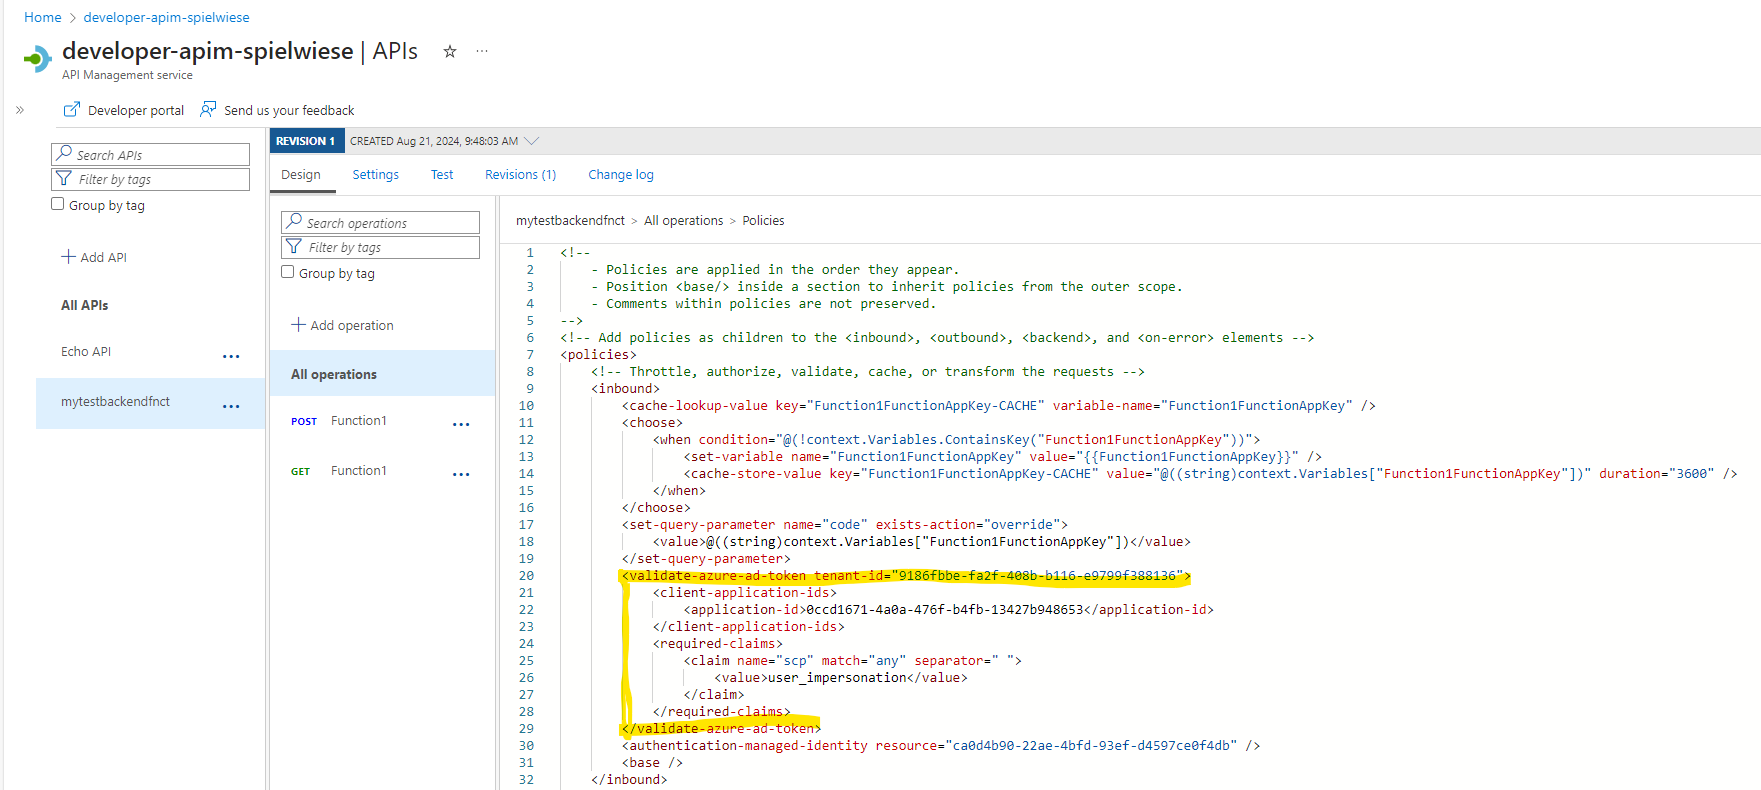 Home > developer-apim-spielwiese
developer-apim-spielwiese | APIs
API Management service
Developer portal
Send us your feedback
Search APIs
Filter by tags
Group by tag
Add API
All APIs
Echo API
mytestbackendfnct
REVISION 1
CREATED Aug 21, 2024, 9:48:03 AM
Design
Settings
Test
Revisions (1)
Change log
Search operations
Filter by tags
Group by tag
Add operation
All operations
POST Function1
GET Function1
mytestbackendfnct > All operations > Policies
1 <!--
2 - Policies are applied in the order they appear.
3 - Position <base/> inside a section to inherit policies from the outer scope.
4 - Comments within policies are not preserved.
5 -->
6 <!-- Add policies as children to the <inbound>, <outbound>, <backend>, and <on-error> elements -->
7 <policies>
8 <!-- Throttle, authorize, validate, cache, or transform the requests -->
9 <inbound>
10 <cache-lookup-value key="Function1FunctionAppKey-CACHE" variable-name="Function1FunctionAppKey" />
11 <choose>
12 <when condition="@(!context.Variables.ContainsKey("Function1FunctionAppKey"))">
13 <set-variable name="Function1FunctionAppKey" value="{{Function1FunctionAppKey}}" />
14 <cache-store-value key="Function1FunctionAppKey-CACHE" value="@((string)context.Variables["Function1FunctionAppKey"])" duration="3600" />
15 </when>
16 </choose>
17 <set-query-parameter name="code" exists-action="override">
18 <value>@((string)context.Variables["Function1FunctionAppKey"])</value>
19 </set-query-parameter>
20 <validate-azure-ad-token tenant-id="9186fbbe-fa2f-408b-b116-e9799f388136">
21 <client-application-ids>
22 <application-id>0ccd1671-4a0a-476f-b4fb-13427b948653</application-id>
23 </client-application-ids>
24 <required-claims>
25 <claim name="scp" match="any" separator=" ">
26 <value>user_impersonation</value>
27 </claim>
28 </required-claims>
29 </validate-azure-ad-token>
30 <authentication-managed-identity resource="ca0d4b90-22ae-4bfd-93ef-d4597ce0f4db" />
31 <base />
32 </inbound>